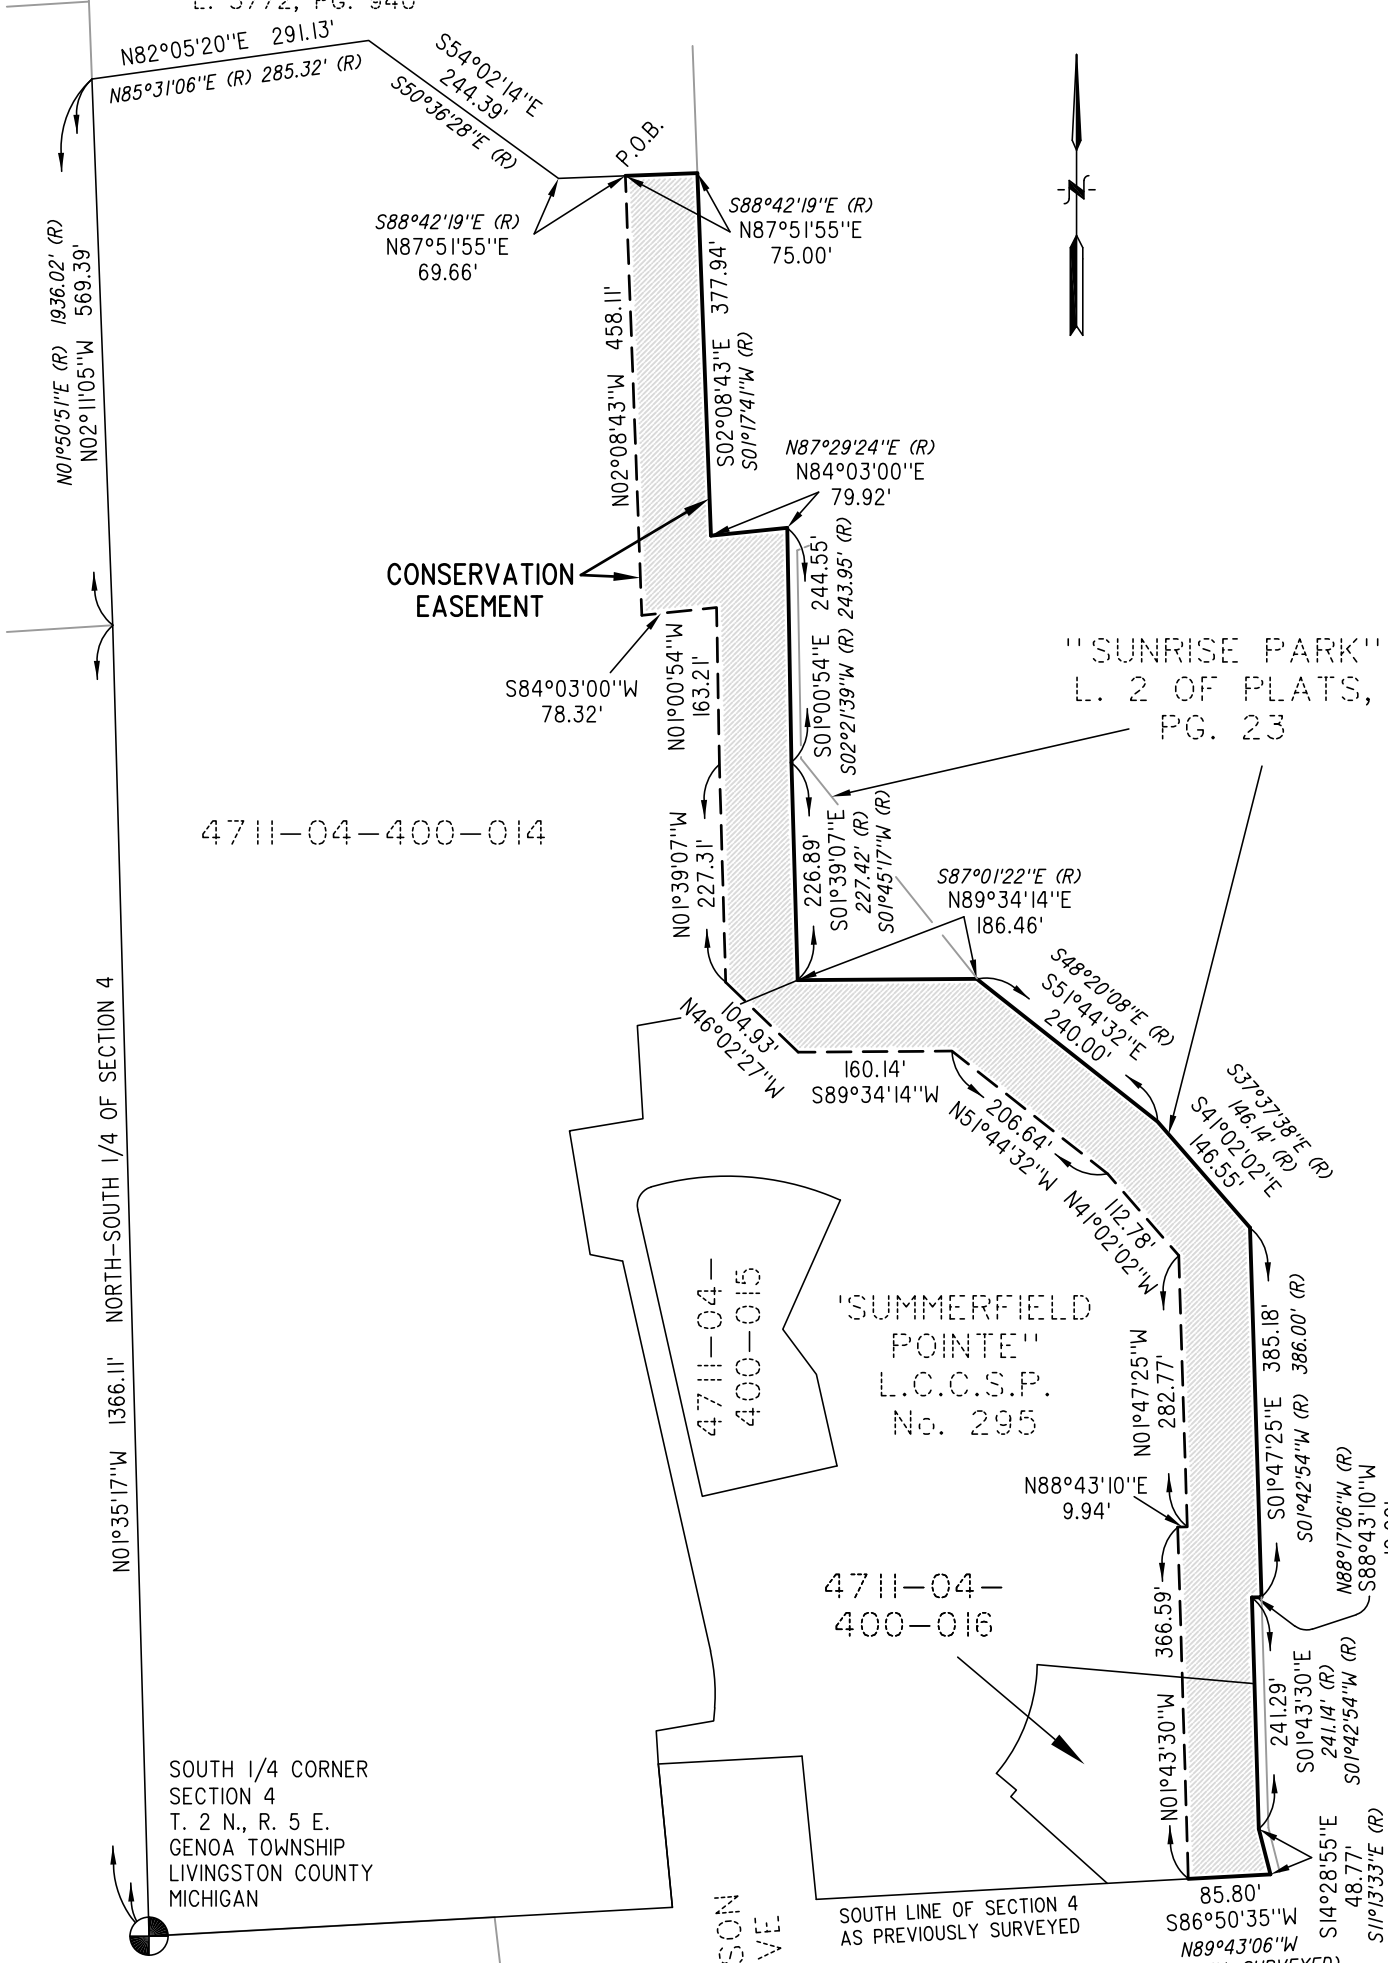 L. 5772, PG. 946
N82°05'20"E 291.13'
N85°31'06"E (R) 285.32' (R)
S54°02'14"E
244.39'
S50°36'28"E (R)
P.O.B.
S88°42'19"E (R)
N87°51'55"E
69.66'
S88°42'19"E (R)
N87°51'55"E
75.00'
N01°50'51"E (R) 1936.02' (R)
N02°11'05"W 569.39'
N02°08'43"W 458.11'
S02°08'43"E 377.94'
S01°17'41"W (R)
N
N87°29'24"E (R)
N84°03'00"E
79.92'
CONSERVATION
EASEMENT
S84°03'00"W
78.32'
N01°00'54"W
163.21'
S01°00'54"E 244.55'
S02°21'39"W (R) 243.95' (R)
"SUNRISE PARK"
L. 2 OF PLATS,
PG. 23
4711-04-400-014
N01°39'07"W
227.31'
226.89'
S01°39'07"E
227.42' (R)
S01°45'17"W (R)
S87°01'22"E (R)
N89°34'14"E
186.46'
104.93'
N46°02'27"W
160.14'
S89°34'14"W
S48°20'08"E (R)
S51°44'32"E
240.00'
206.64'
N51°44'32"W
S37°37'38"E (R)
146.14' (R)
S41°02'02"E
146.55'
112.78'
N41°02'02"W
N01°35'17"W 1366.11' NORTH-SOUTH 1/4 OF SECTION 4
4711-04-
400-015
'SUMMERFIELD
POINTE"
L.C.C.S.P.
No. 295
N01°47'25"W
282.77'
S01°47'25"E 385.18'
S01°42'54"W (R) 386.00' (R)
N88°43'10"E
9.94'
N88°17'06"W (R)
S88°43'10"W
4711-04-
400-016
N01°43'30"W 366.59'
241.29'
S01°43'30"E
241.14' (R)
S01°42'54"W (R)
SOUTH 1/4 CORNER
SECTION 4
T. 2 N., R. 5 E.
GENOA TOWNSHIP
LIVINGSTON COUNTY
MICHIGAN
SON
VE
SOUTH LINE OF SECTION 4
AS PREVIOUSLY SURVEYED
85.80'
S86°50'35"W
N89°43'06"W
S14°28'55"E
48.77'
S11°13'33"E (R)